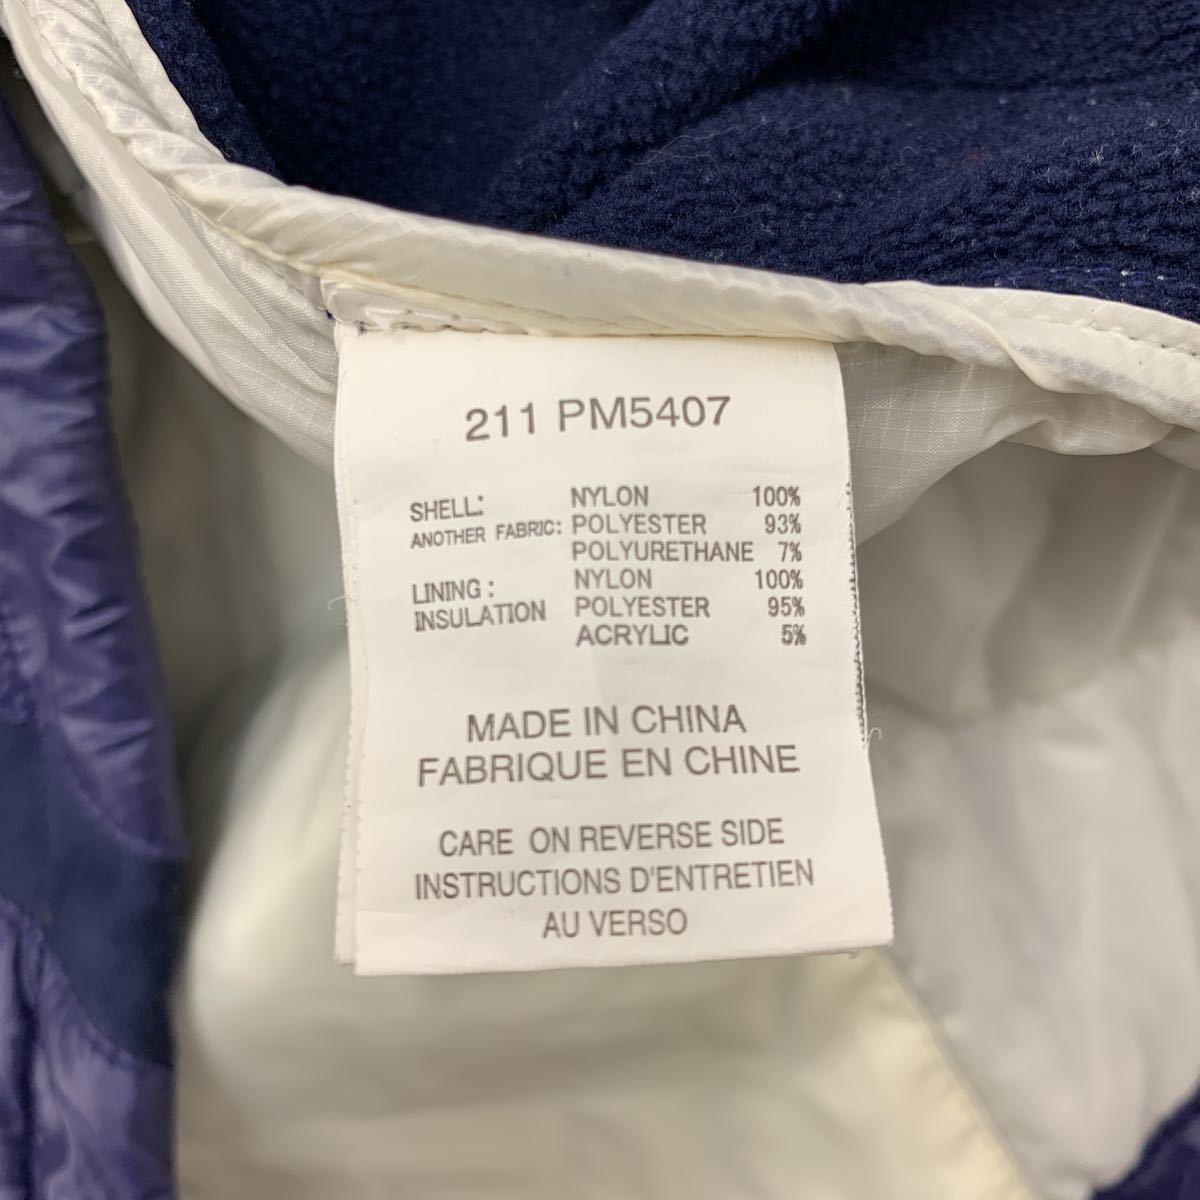 211 PM5407
SHELL: NYLON 100%
ANOTHER FABRIC: POLYESTER 93%
POLYURETHANE 7%
LINING : NYLON 100%
INSULATION POLYESTER 95%
ACRYLIC 5%
MADE IN CHINA
FABRIQUE EN CHINE
CARE ON REVERSE SIDE
INSTRUCTIONS D'ENTRETIEN
AU VERSO